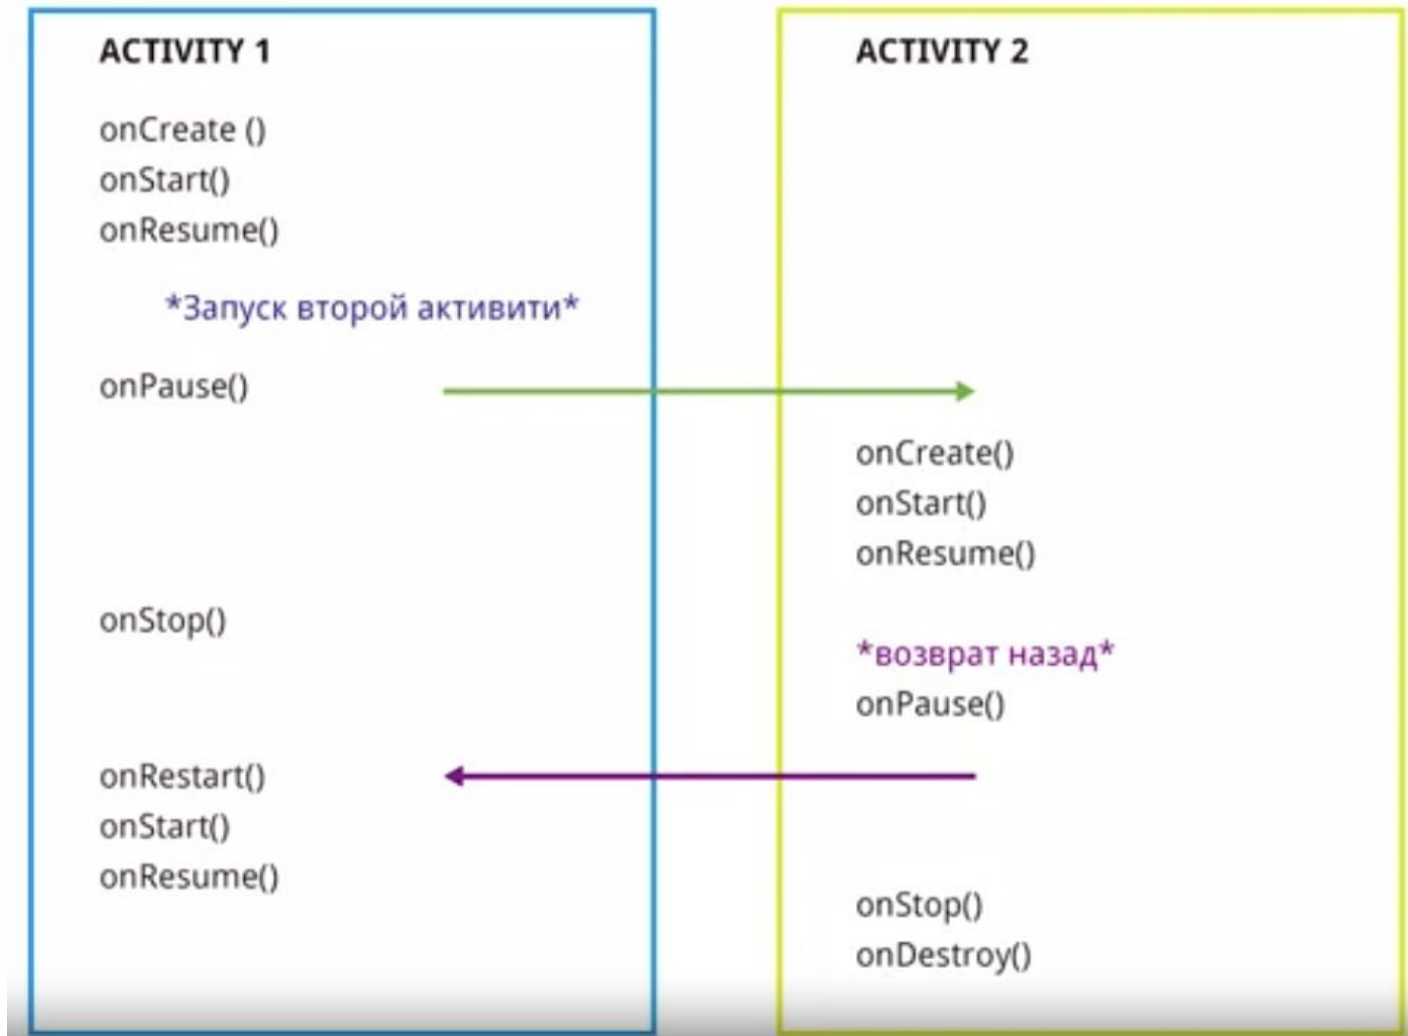 ACTIVITY 1
onCreate ()
onStart()
onResume()
*Запуск второй активити*
onPause()
onStop()
onRestart()
onStart()
onResume()
ACTIVITY 2
onCreate()
onStart()
onResume()
*возврат назад*
onPause()
onStop()
onDestroy()